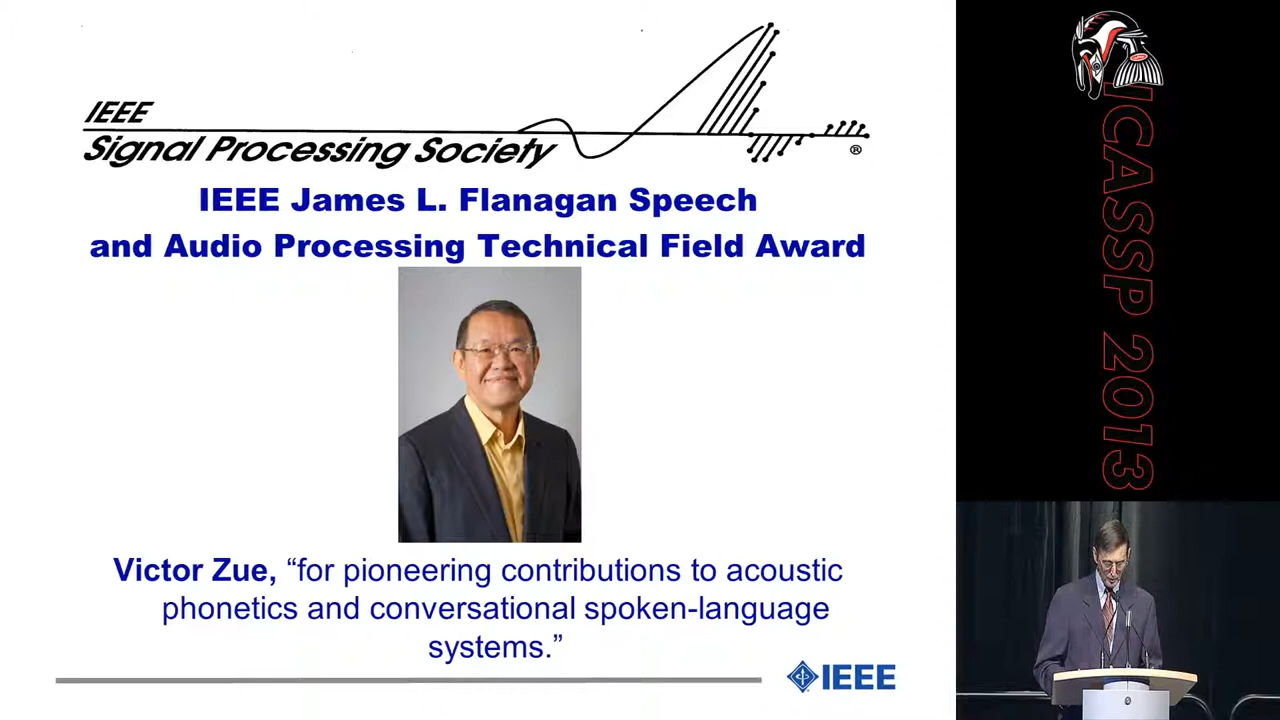 IEEE
Signal Processing Society
®
IEEE James L. Flanagan Speech
and Audio Processing Technical Field Award
Victor Zue, “for pioneering contributions to acoustic
phonetics and conversational spoken-language
systems.”
IEEE
ICASSP 2013